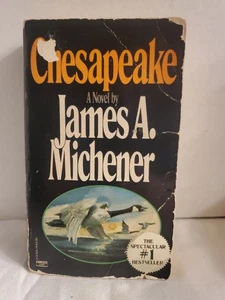 Chesapeake
A Novel by
James A.
Michener
THE
SPECTACULAR
#1
BESTSELLER